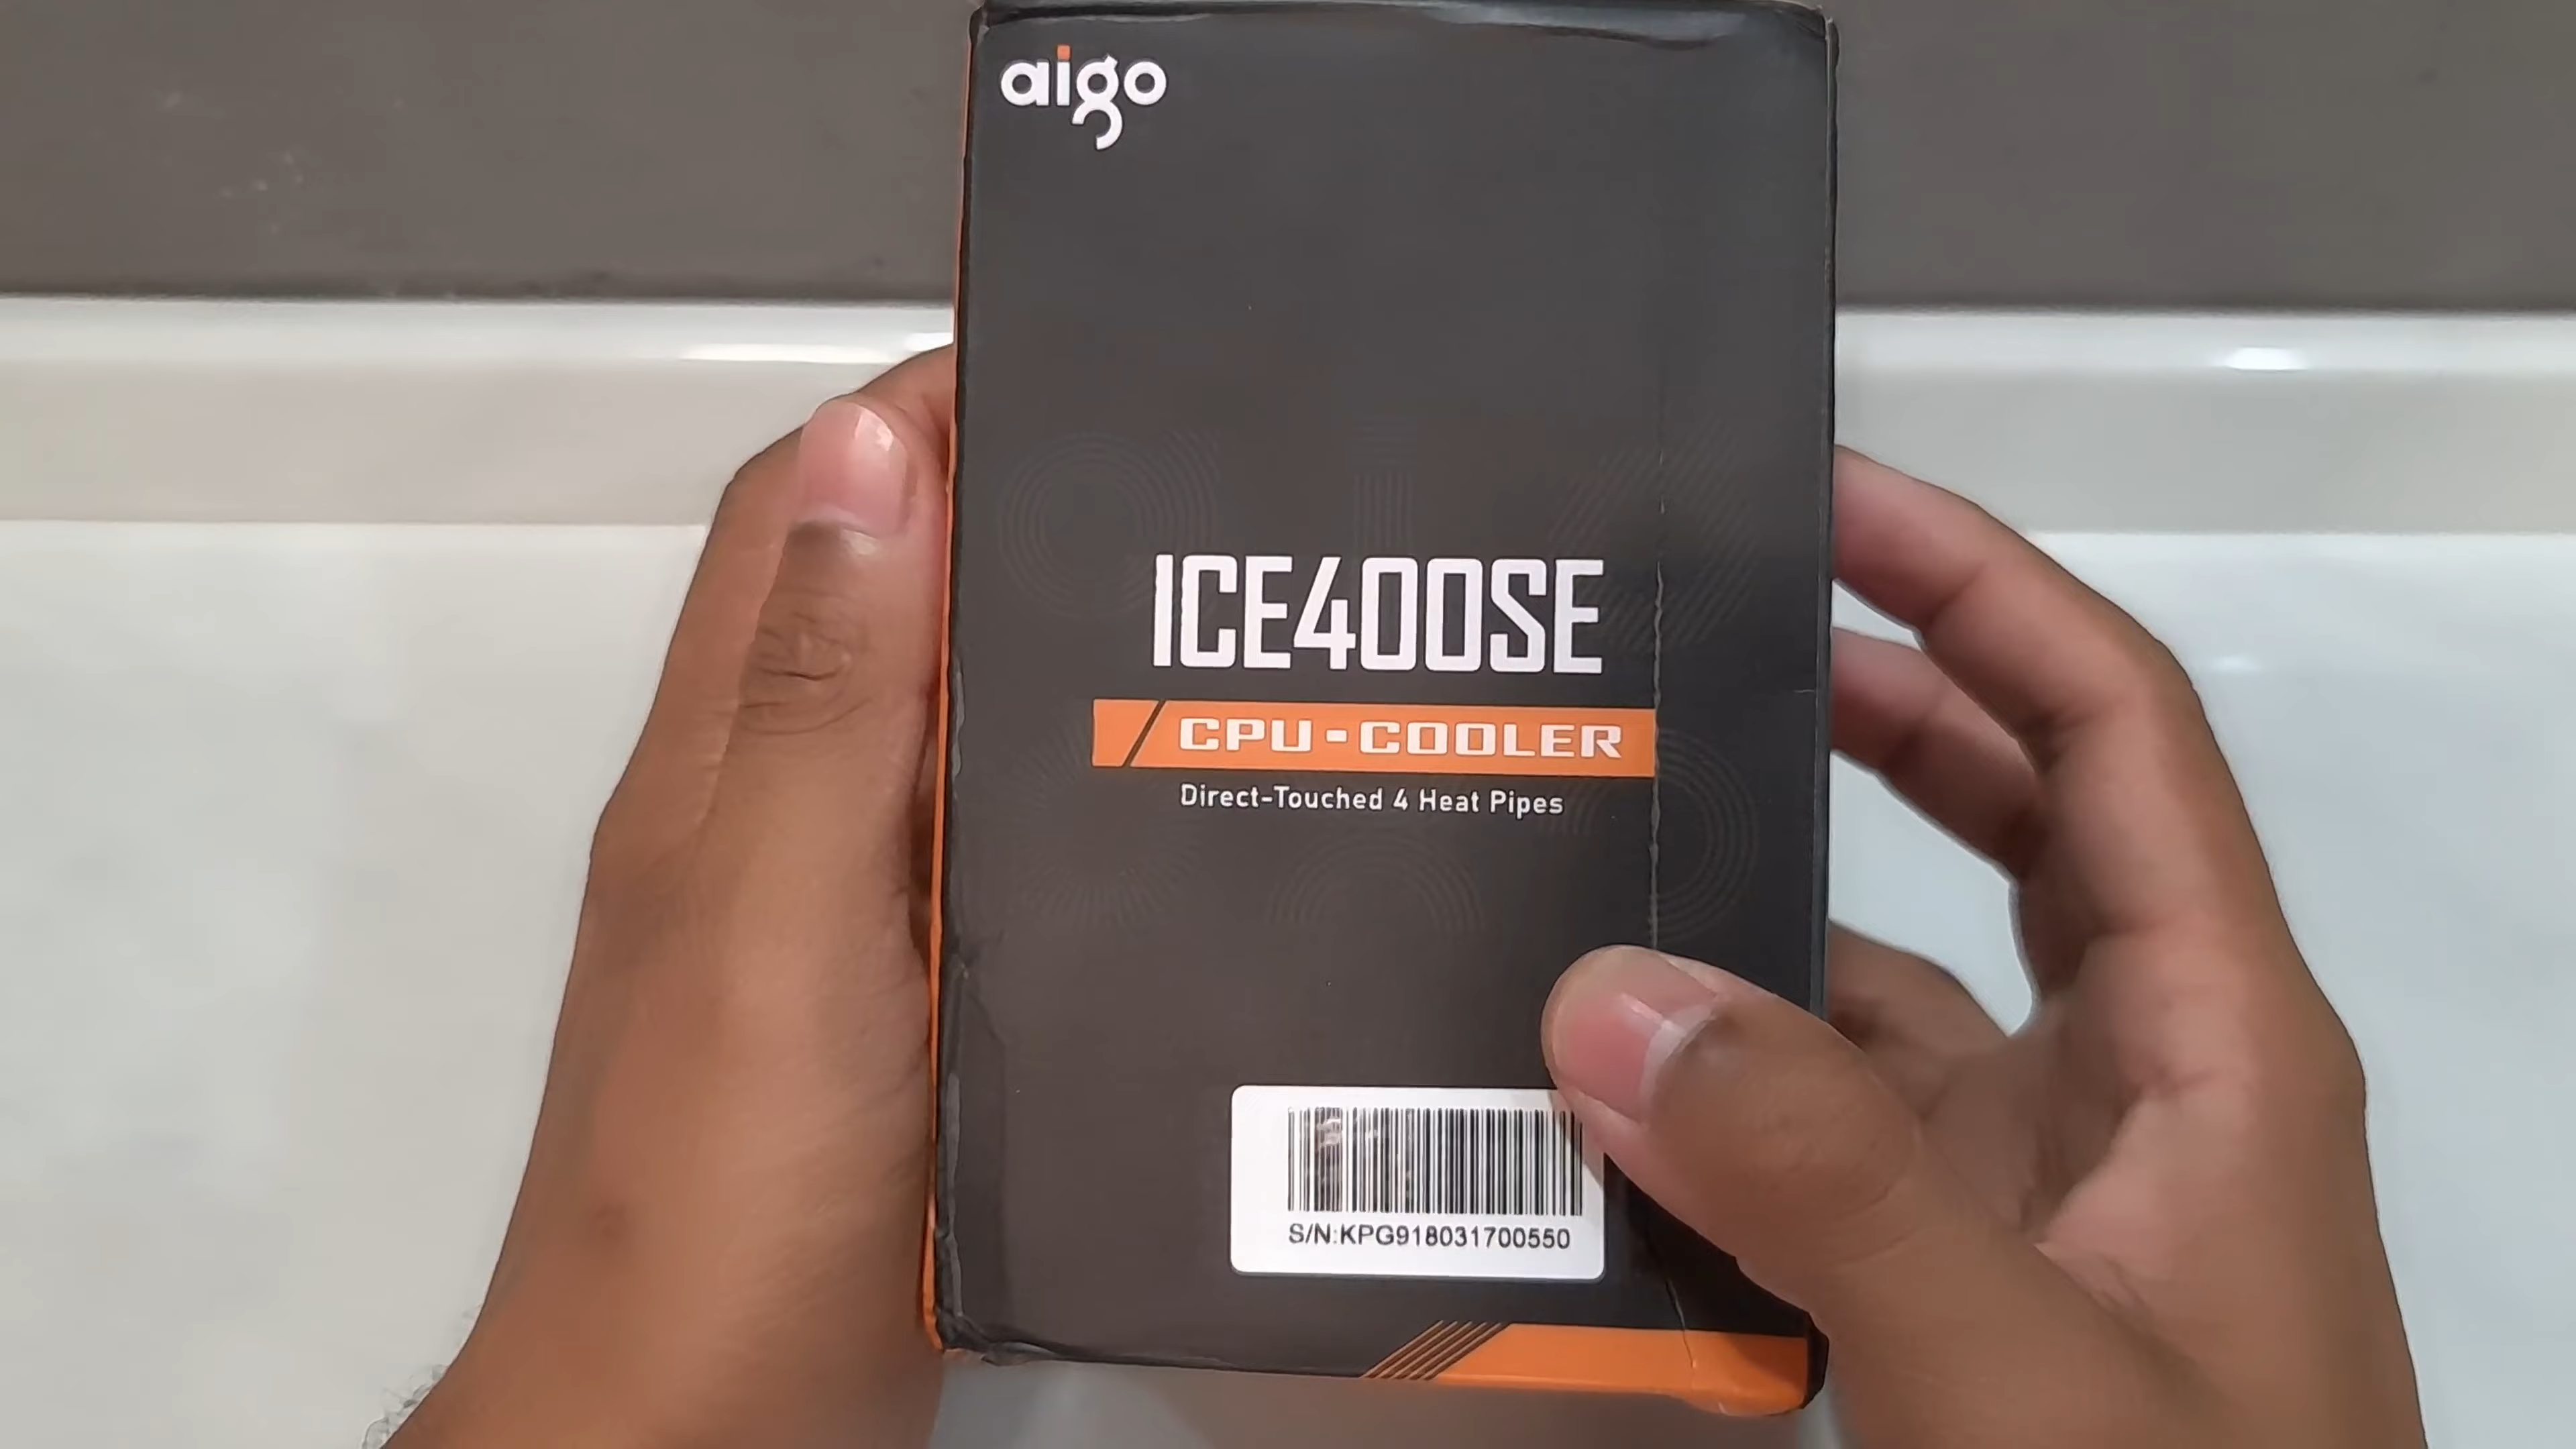 aigo
ICE400SE
CPU-COOLER
Direct-Touched 4 Heat Pipes
S/N:KPG918031700550